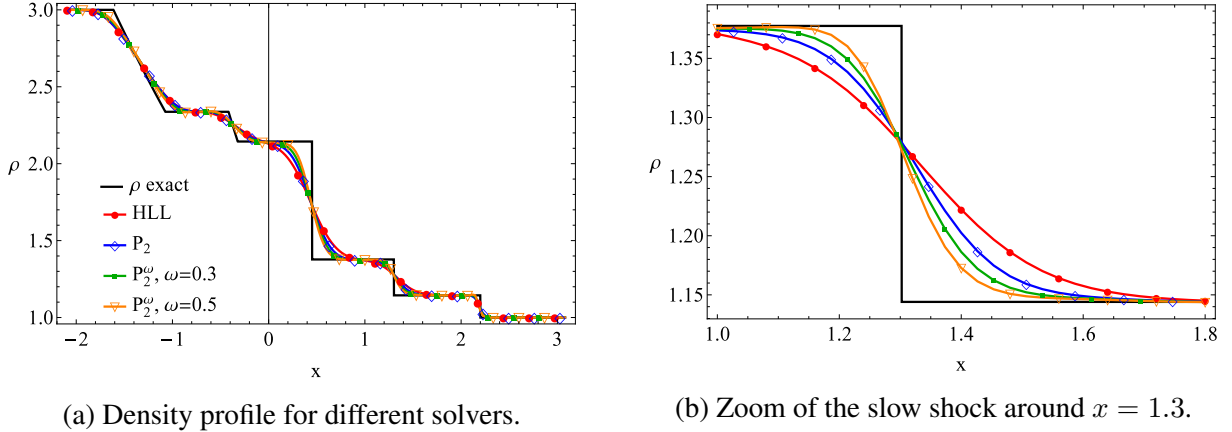 3.0
2.5
2.0
1.5
1.0
ρ
ρ exact
HLL
P₂
P₂^ω, ω=0.3
P₂^ω, ω=0.5
−2 −1 0 1 2 3
x
(a) Density profile for different solvers.
1.35
1.30
1.25
1.20
1.15
ρ
1.0 1.2 1.4 1.6 1.8
x
(b) Zoom of the slow shock around x = 1.3.